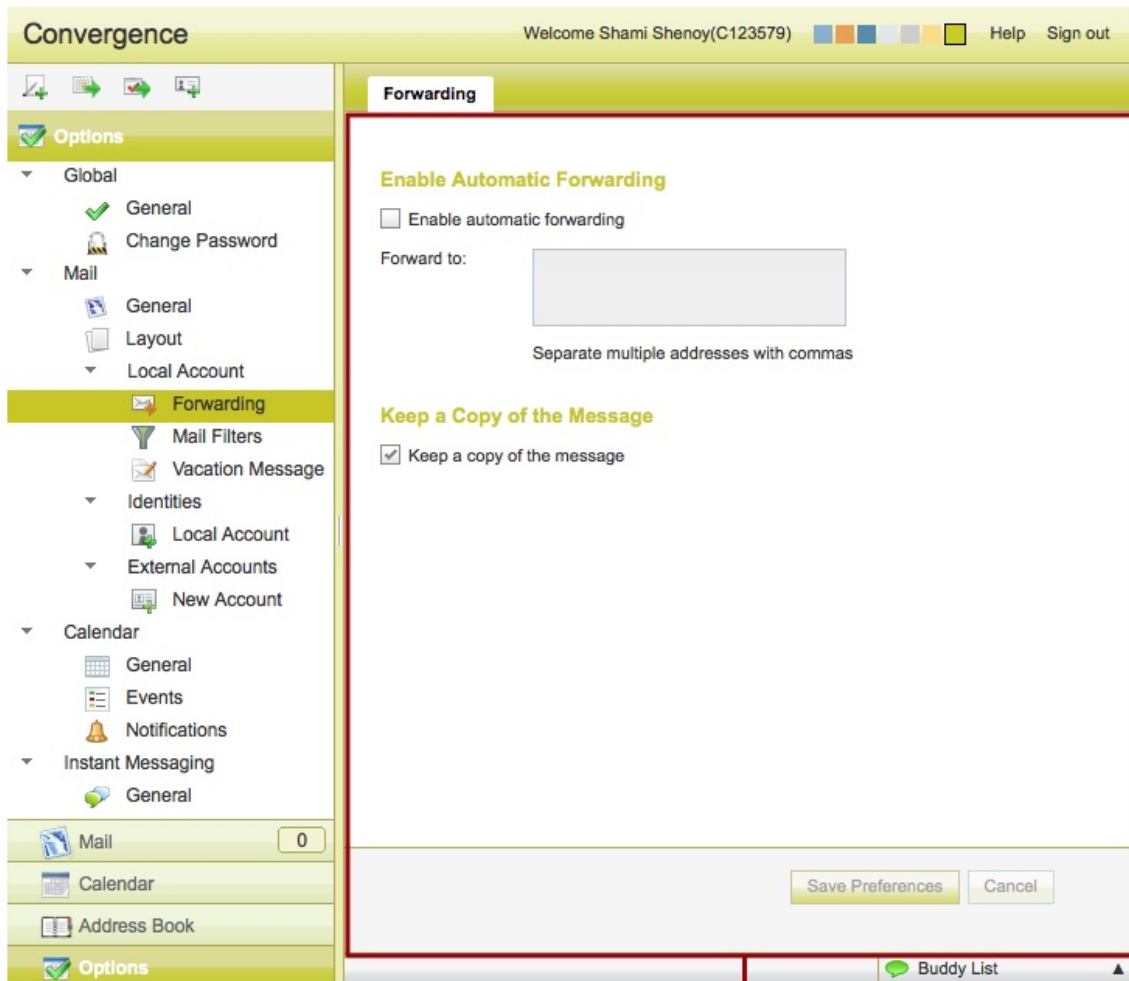 Convergence
Welcome Shami Shenoy(C123579)
Help
Sign out
Options
Global
General
Change Password
Mail
General
Layout
Local Account
Forwarding
Mail Filters
Vacation Message
Identities
Local Account
External Accounts
New Account
Calendar
General
Events
Notifications
Instant Messaging
General
Mail
0
Calendar
Address Book
Options
Forwarding
Enable Automatic Forwarding
Enable automatic forwarding
Forward to:
Separate multiple addresses with commas
Keep a Copy of the Message
Keep a copy of the message
Save Preferences
Cancel
Buddy List